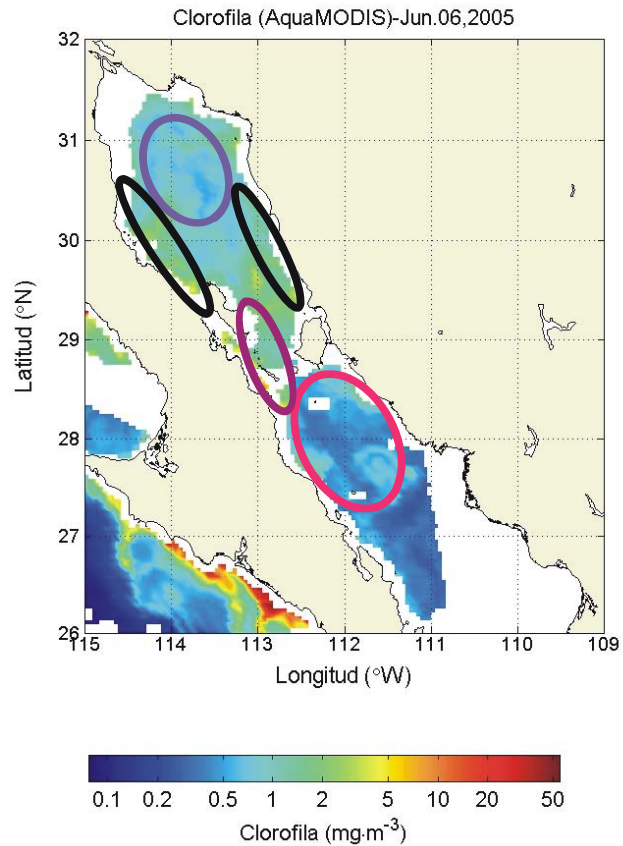 Clorofila (AquaMODIS)-Jun.06,2005
32
31
30
29
28
27
26
Latitud (°N)
115 114 113 112 111 110 109
Longitud (°W)
0.1 0.2 0.5 1 2 5 10 20 50
Clorofila (mg·m⁻³)